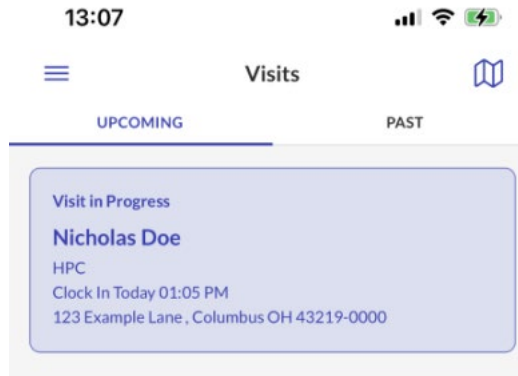 13:07
Visits
UPCOMING PAST
Visit in Progress
Nicholas Doe
HPC
Clock In Today 01:05 PM
123 Example Lane , Columbus OH 43219-0000